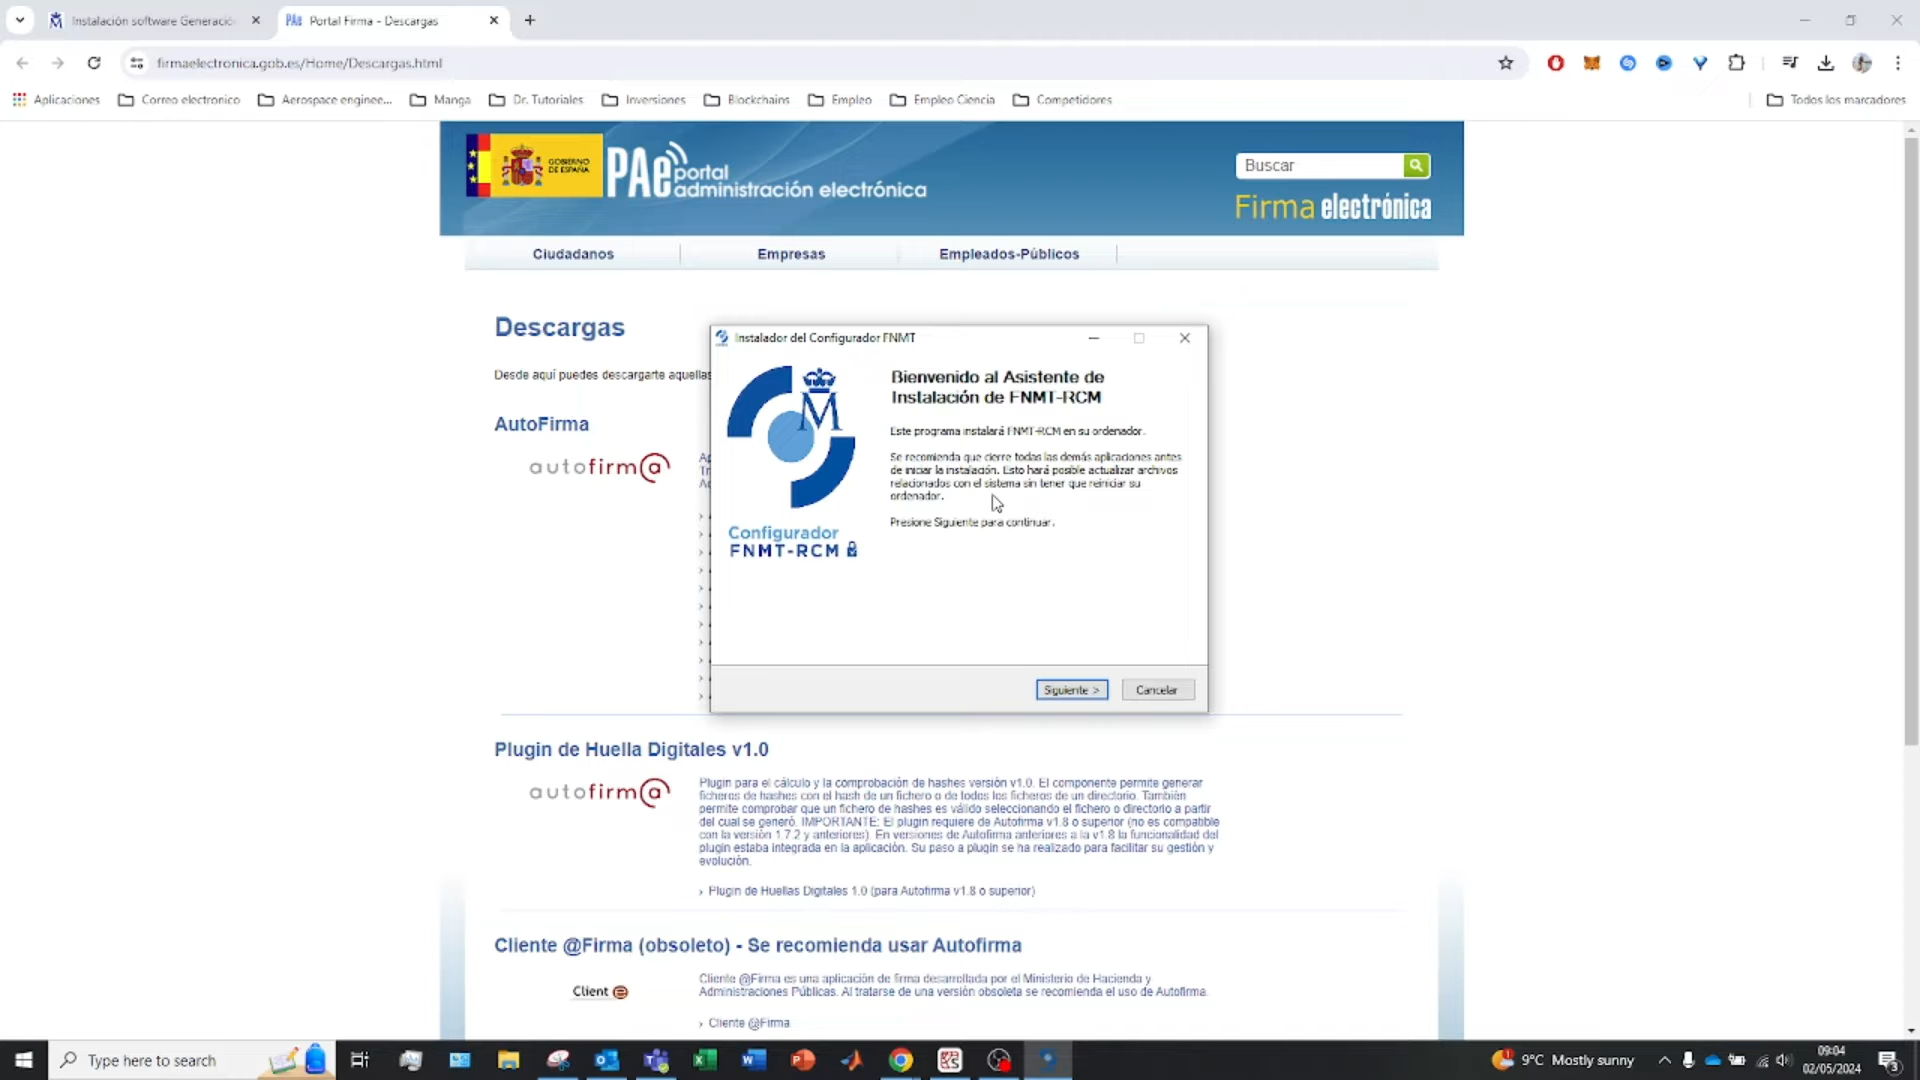 Instalación software Generació
Portal Firma - Descargas
firmaelectronica.gob.es/Home/Descargas.html
Aplicaciones
Correo electronico
Aerospace enginee...
Manga
Dr. Tutoriales
Inversiones
Blockchains
Empleo
Empleo Ciencia
Competidores
Todos los marcadores
GOBIERNO
DE ESPAÑA
PAe portal
administración electrónica
Buscar
Firma electrónica
Ciudadanos
Empresas
Empleados-Públicos
Descargas
Desde aquí puedes descargarte aquellas
AutoFirma
autofirm@
Instalador del Configurador FNMT
Bienvenido al Asistente de
Instalación de FNMT-RCM
Este programa instalará FNMT-RCM en su ordenador.
Se recomienda que cierre todas las demás aplicaciones antes
de iniciar la instalación. Esto hará posible actualizar archivos
relacionados con el sistema sin tener que reiniciar su
ordenador.
Presione Siguiente para continuar.
Configurador
FNMT-RCM
Siguiente >
Cancelar
Plugin de Huella Digitales v1.0
autofirm@
Plugin para el cálculo y la comprobación de hashes versión v1.0. El componente permite generar
ficheros de hashes con el hash de un fichero o de todos los ficheros de un directorio. También
permite comprobar que un fichero de hashes es válido seleccionando el fichero o directorio a partir
del cual se generó. IMPORTANTE: El plugin requiere de Autofirma v1.8 o superior (no es compatible
con la versión 1.7.2 y anteriores). En versiones de Autofirma anteriores a la v1.8 la funcionalidad del
plugin estaba integrada en la aplicación. Su paso a plugin se ha realizado para facilitar su gestión y
evolución.
› Plugin de Huellas Digitales 1.0 (para Autofirma v1.8 o superior)
Cliente @Firma (obsoleto) - Se recomienda usar Autofirma
Client
Cliente @Firma es una aplicación de firma desarrollada por el Ministerio de Hacienda y
Administraciones Públicas. Al tratarse de una versión obsoleta se recomienda el uso de Autofirma.
› Cliente @Firma
Type here to search
9°C Mostly sunny
09:04
02/05/2024
3